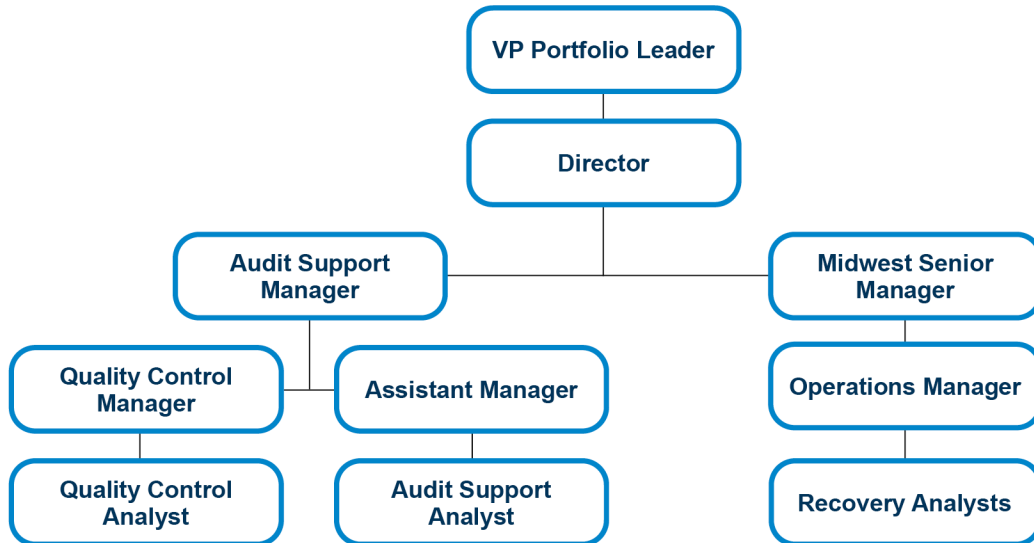 VP Portfolio Leader
Director
Audit Support
Manager
Midwest Senior
Manager
Quality Control
Manager
Assistant Manager
Operations Manager
Quality Control
Analyst
Audit Support
Analyst
Recovery Analysts